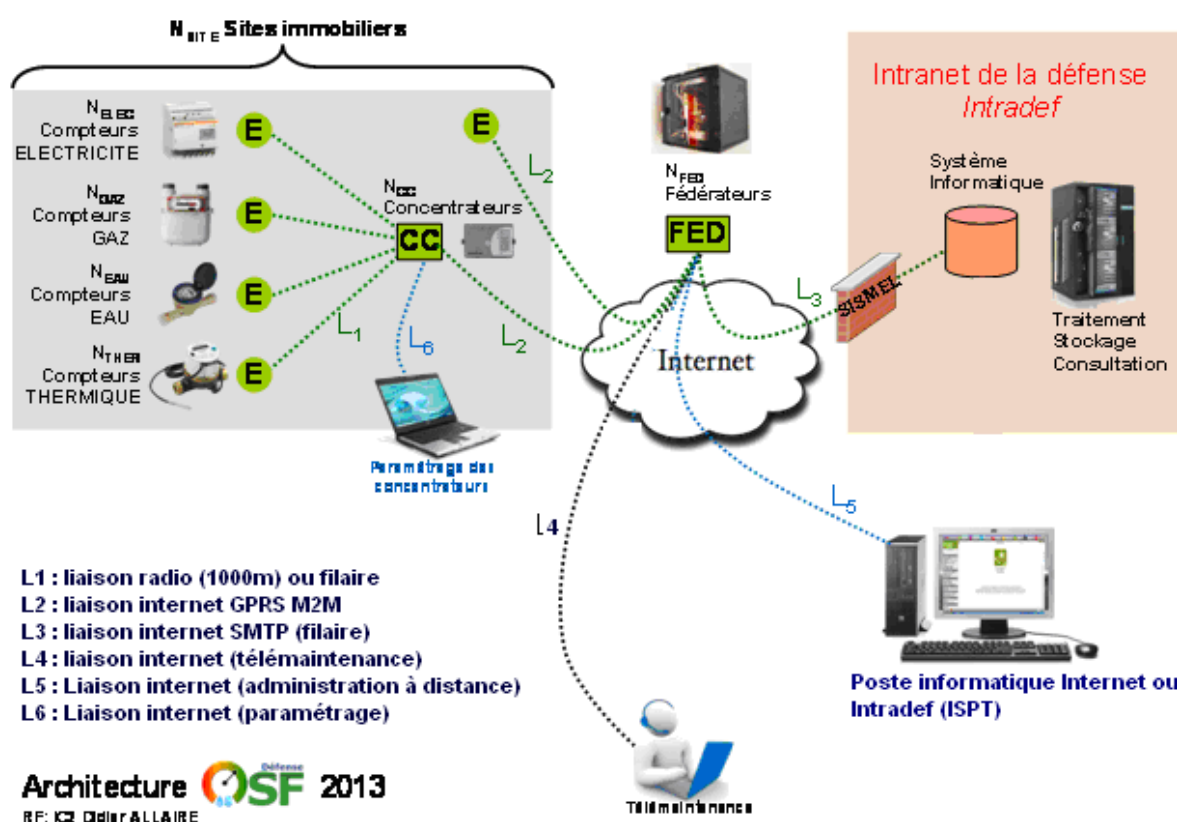 N SITE Sites immobiliers
N ELEC
Compteurs
ELECTRICITE
E
N GAZ
Compteurs
GAZ
E
N EAU
Compteurs
EAU
E
N THER
Compteurs
THERMIQUE
E
E
L2
N CC
Concentrateurs
CC
L1
L6
L2
Paramétrage des
concentrateurs
N FED
Fédérateurs
FED
Internet
L3
SISMEL
Intranet de la défense
Intradef
Système
Informatique
Traitement
Stockage
Consultation
L4
L5
L1 : liaison radio (1000m) ou filaire
L2 : liaison internet GPRS M2M
L3 : liaison internet SMTP (filaire)
L4 : liaison internet (télémaintenance)
L5 : Liaison internet (administration à distance)
L6 : Liaison internet (paramétrage)
Poste informatique Internet ou
Intradef (ISPT)
Télémaintenance
Défense
Architecture OSF 2013
Didier ALLAIRE